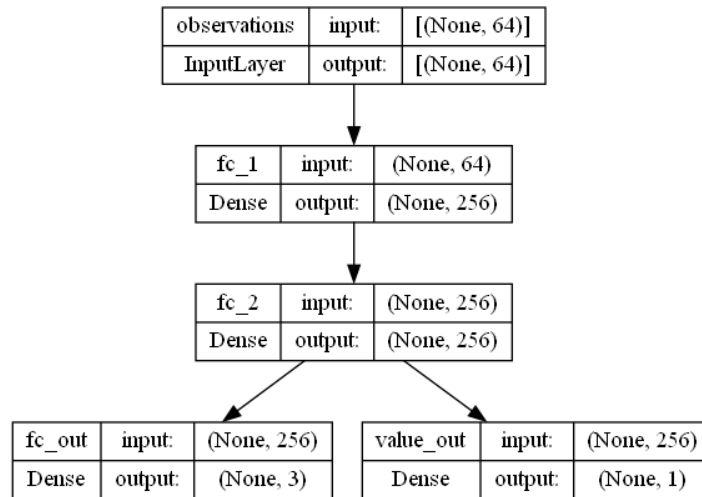 observations input: [(None, 64)]
InputLayer output: [(None, 64)]
fc_1 input: (None, 64)
Dense output: (None, 256)
fc_2 input: (None, 256)
Dense output: (None, 256)
fc_out input: (None, 256)
Dense output: (None, 3)
value_out input: (None, 256)
Dense output: (None, 1)